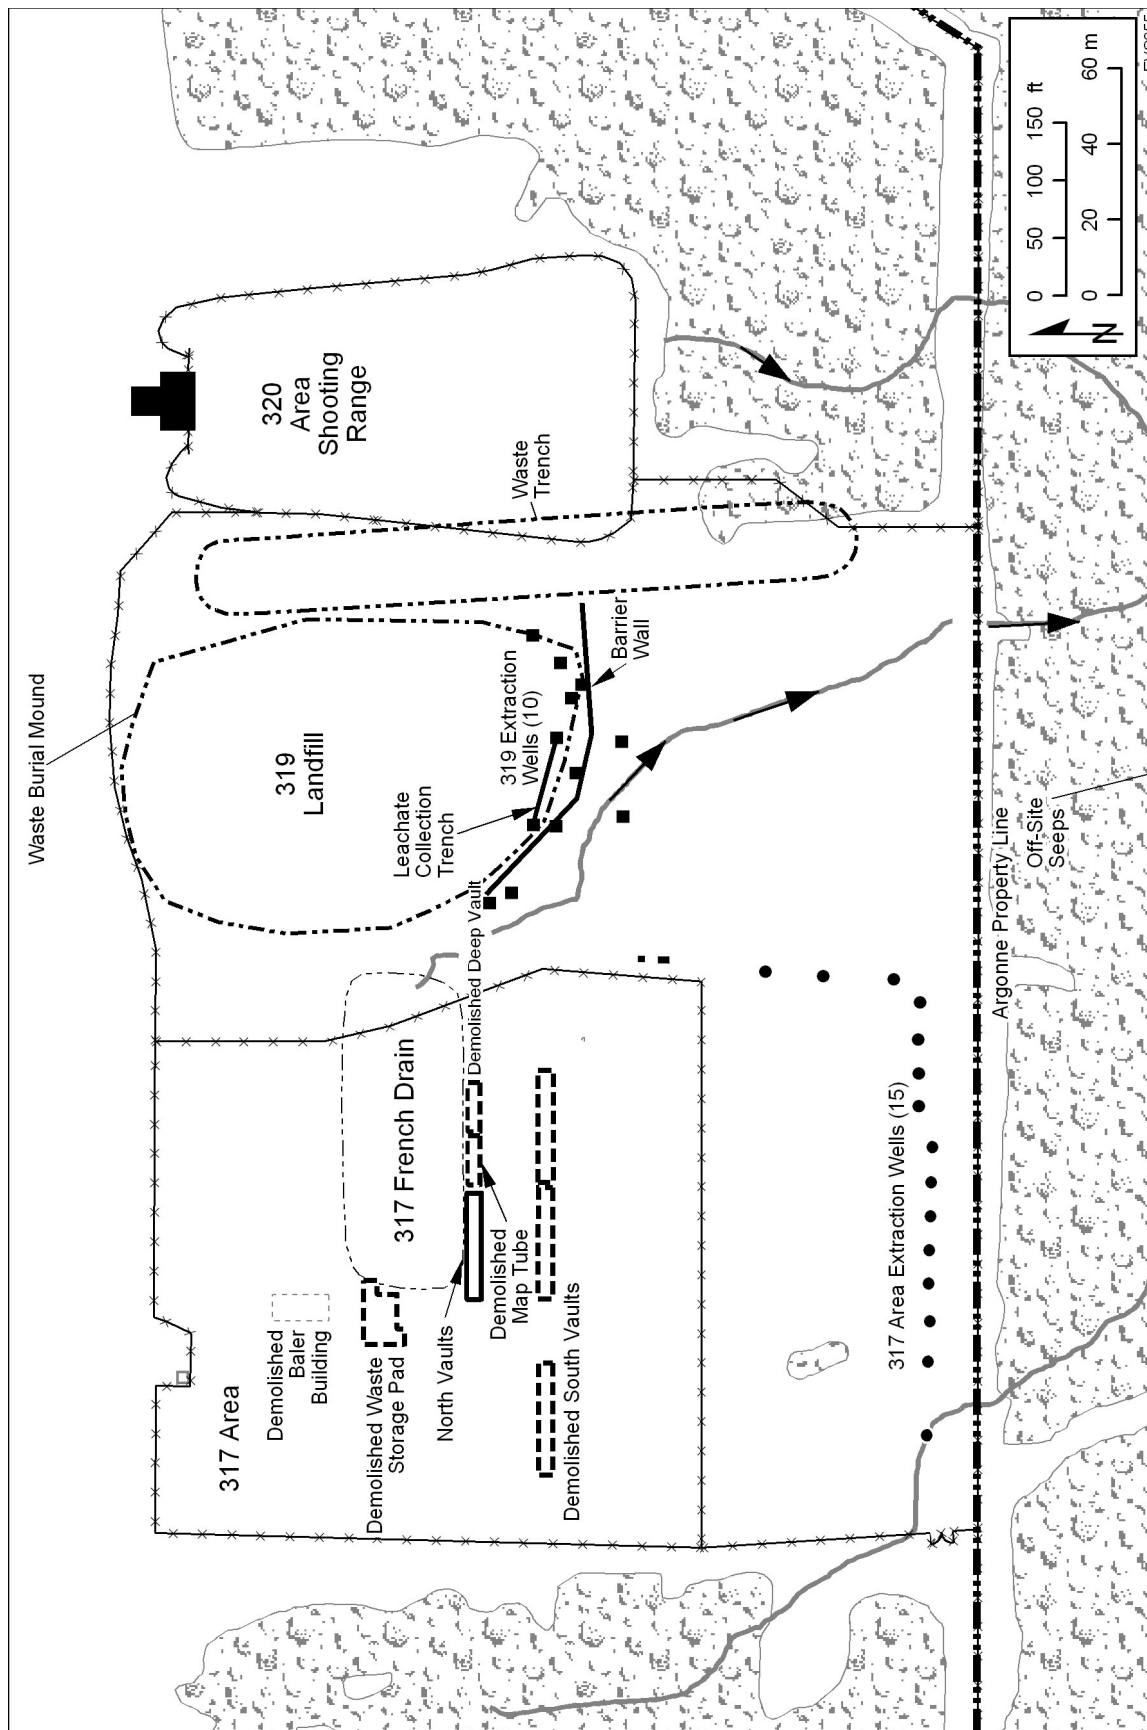 Waste Burial Mound
320
Area
Shooting
Range
319
Landfill
Waste
Trench
317 Area
Demolished
Baler
Building
317 French Drain
Demolished Waste
Storage Pad
Leachate
Collection
Trench
319 Extraction
Wells (10)
Barrier
Wall
North Vaults
Demolished Deep Vault
Demolished
Map Tube
Demolished South Vaults
317 Area Extraction Wells (15)
Argonne Property Line
Off-Site
Seeps
N
0 50 100 150 ft
0 20 40 60 m